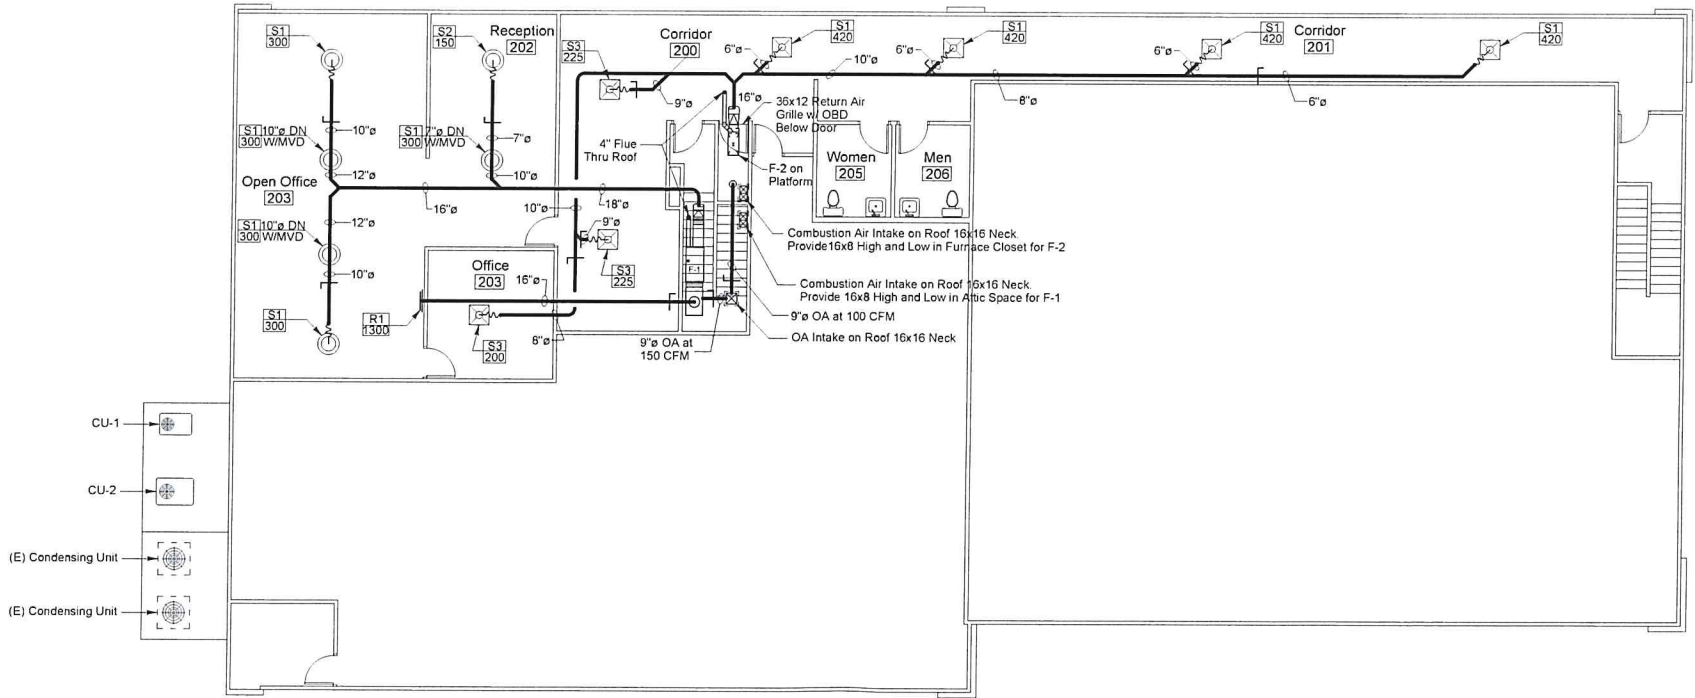 S1
300
S2
150
Reception
202
S3
225
Corridor
200
S1
420
S1
420
S1
420
Corridor
201
S1
420
6"ø
6"ø
6"ø
10"ø
8"ø
6"ø
9"ø
16"ø
36x12 Return Air
Grille w/ OBD
Below Door
S1
300
10"ø DN
W/MVD
10"ø
S1
300
7"ø DN
W/MVD
7"ø
4" Flue
Thru Roof
F-2 on
Platform
Women
205
Men
206
12"ø
10"ø
Open Office
203
16"ø
18"ø
10"ø
12"ø
9"ø
S1
300
10"ø DN
W/MVD
10"ø
Combustion Air Intake on Roof 16x16 Neck.
Provide16x8 High and Low in Furnace Closet for F-2
Office
203
16"ø
S3
225
F-1
Combustion Air Intake on Roof 16x16 Neck.
Provide 16x8 High and Low in Attic Space for F-1
S1
300
R1
1300
9"ø OA at 100 CFM
S3
200
8"ø
9"ø OA at
150 CFM
OA Intake on Roof 16x16 Neck
CU-1
CU-2
(E) Condensing Unit
(E) Condensing Unit